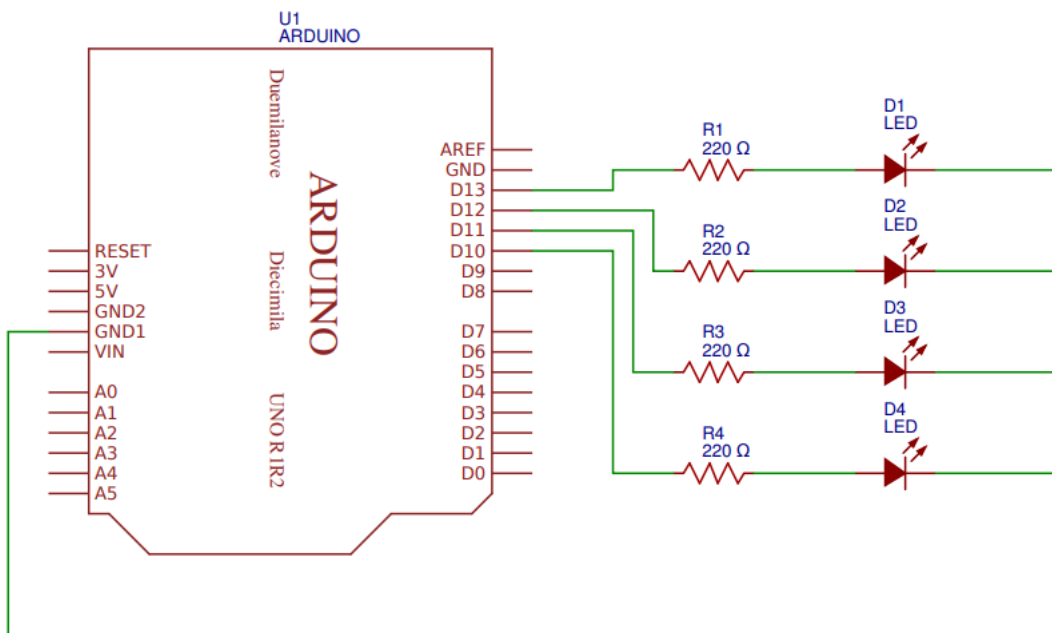 U1
ARDUINO
Duemilanove
Diecimila
UNO R1R2
ARDUINO
RESET
3V
5V
GND2
GND1
VIN
A0
A1
A2
A3
A4
A5
AREF
GND
D13
D12
D11
D10
D9
D8
D7
D6
D5
D4
D3
D2
D1
D0
R1
220 Ω
D1
LED
R2
220 Ω
D2
LED
R3
220 Ω
D3
LED
R4
220 Ω
D4
LED